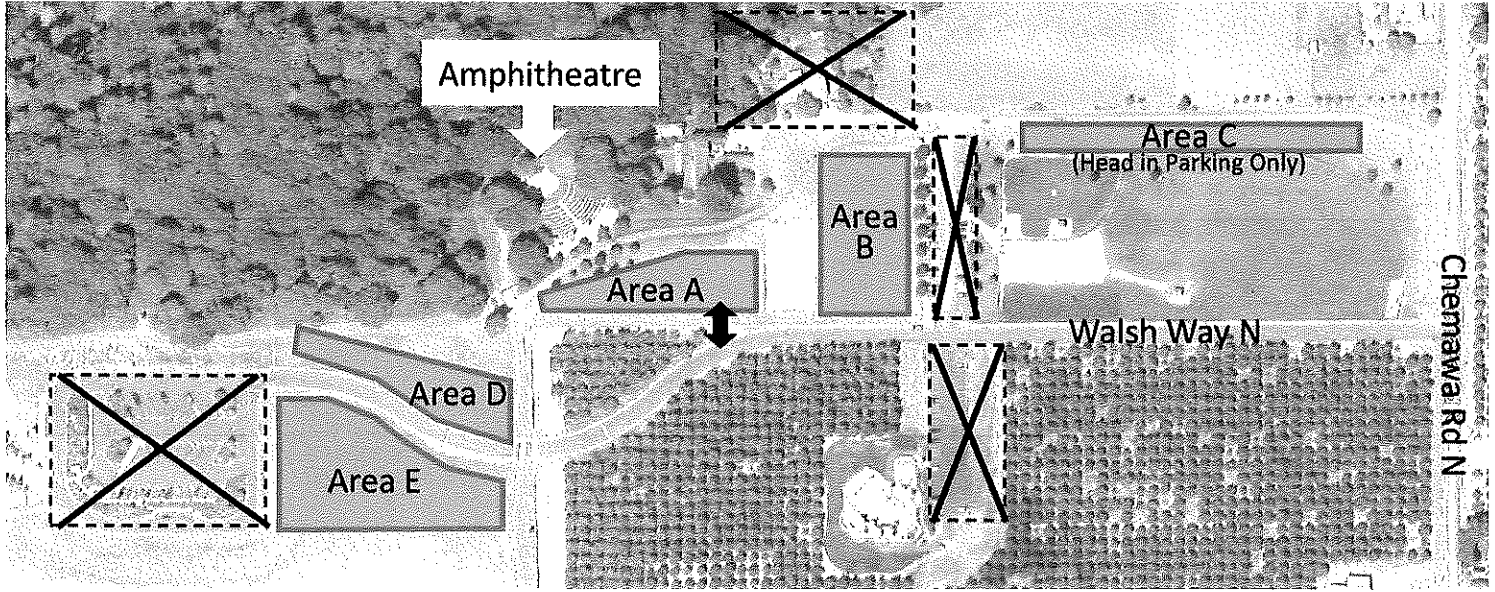 Amphitheatre
Area C
(Head in Parking Only)
Area
B
Area A
Walsh Way N
Chemawa Rd N
Area D
Area E